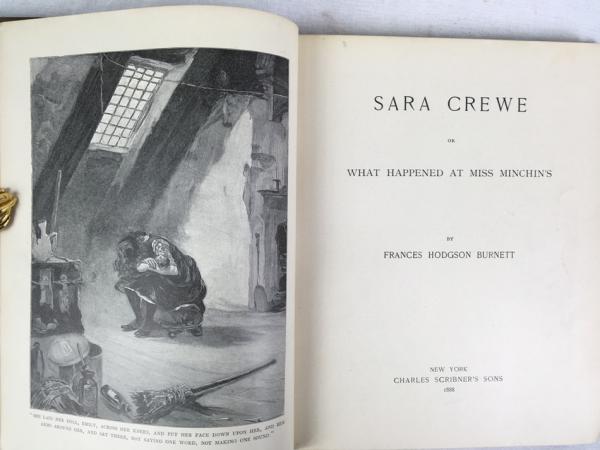 "SHE LAID HER DOLL, EMILY, ACROSS HER KNEES, AND PUT HER FACE DOWN UPON HER, AND HER
ARMS AROUND HER, AND SAT THERE, NOT SAYING ONE WORD, NOT MAKING ONE SOUND."
SARA CREWE
OR
WHAT HAPPENED AT MISS MINCHIN'S
BY
FRANCES HODGSON BURNETT
NEW YORK
CHARLES SCRIBNER'S SONS
1888